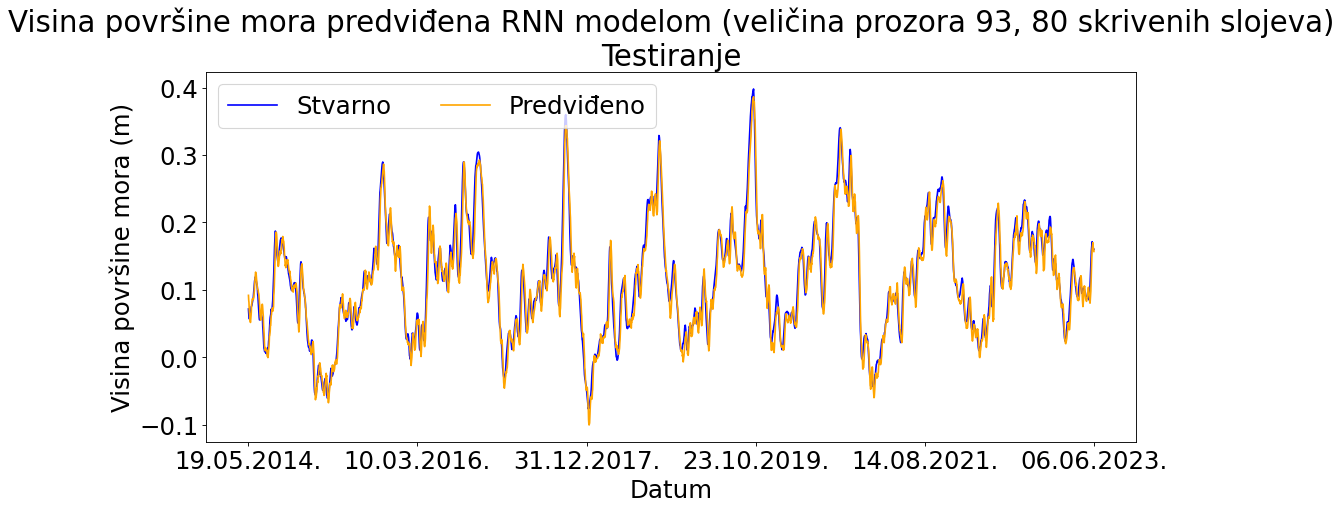 Visina površine mora predviđena RNN modelom (veličina prozora 93, 80 skrivenih slojeva)
Testiranje
Stvarno Predviđeno
Visina površine mora (m)
0.4
0.3
0.2
0.1
0.0
−0.1
19.05.2014. 10.03.2016. 31.12.2017. 23.10.2019. 14.08.2021. 06.06.2023.
Datum